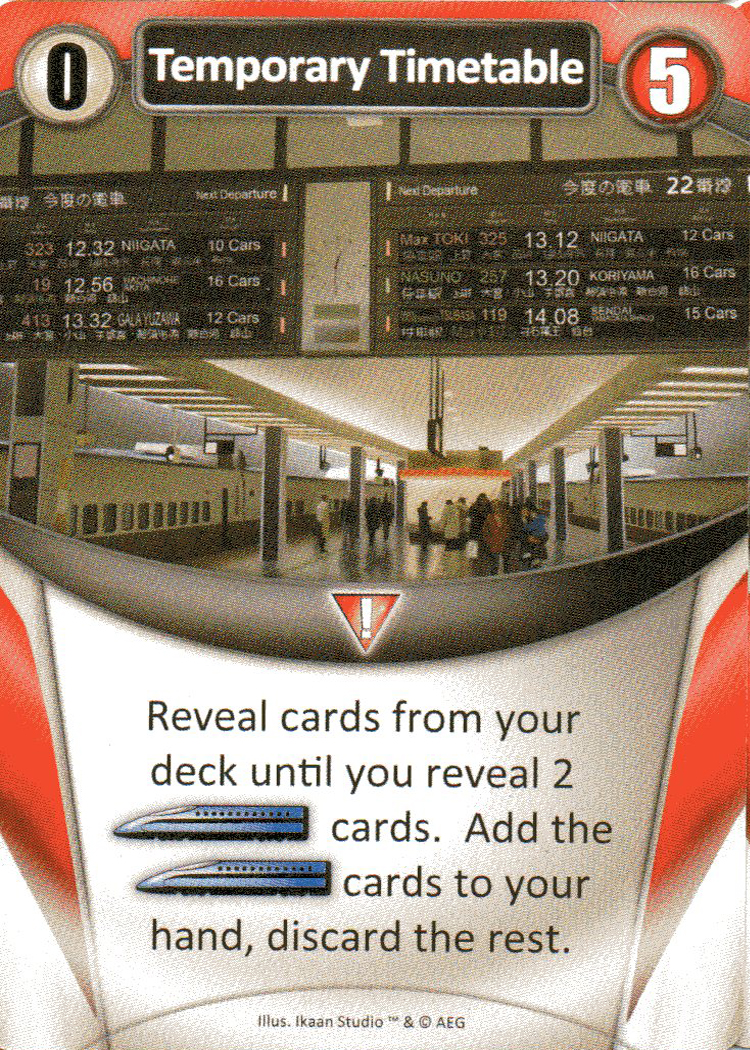 0
Temporary Timetable
5
今度の電車
Next Departure
323 12.32 NIIGATA 10 Cars
19 12.56 16 Cars
413 13.32 GALA YUZAWA 12 Cars
Next Departure 今度の電車 22番線
Max TOKI 325 13.12 NIIGATA 12 Cars
NASUNO 257 13.20 KORIYAMA 16 Cars
TSUBASA 119 14.08 SENDAI 15 Cars
!
Reveal cards from your
deck until you reveal 2
cards. Add the
cards to your
hand, discard the rest.
Illus. Ikaan Studio ™ & © AEG